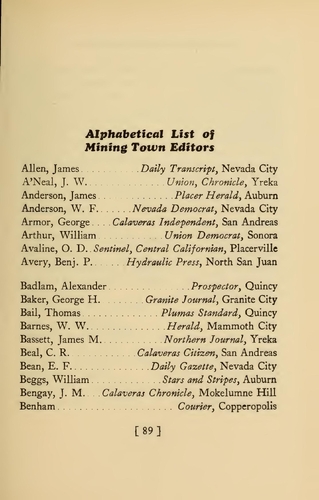 Alphabetical List of
Mining Town Editors
Allen, James . . . . . . . . . . . Daily Transcript, Nevada City
A'Neal, J. W. . . . . . . . . . . . . . Union, Chronicle, Yreka
Anderson, James . . . . . . . . . . . . . Placer Herald, Auburn
Anderson, W. F. . . . . . Nevada Democrat, Nevada City
Armor, George . . . . Calaveras Independent, San Andreas
Arthur, William . . . . . . . . . . . Union Democrat, Sonora
Avaline, O. D. Sentinel, Central Californian, Placerville
Avery, Benj. P. . . . . . Hydraulic Press, North San Juan
Badlam, Alexander . . . . . . . . . . . . . . Prospector, Quincy
Baker, George H. . . . . . . . Granite Journal, Granite City
Bail, Thomas . . . . . . . . . . . . . Plumas Standard, Quincy
Barnes, W. W. . . . . . . . . . . . . . Herald, Mammoth City
Bassett, James M. . . . . . . . . . . Northern Journal, Yreka
Beal, C. R. . . . . . . . . . . . Calaveras Citizen, San Andreas
Bean, E. F. . . . . . . . . . . . . . Daily Gazette, Nevada City
Beggs, William . . . . . . . . . . . Stars and Stripes, Auburn
Bengay, J. M. . . Calaveras Chronicle, Mokelumne Hill
Benham . . . . . . . . . . . . . . . . . . Courier, Copperopolis
[ 89 ]